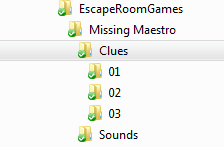 EscapeRoomGames
Missing Maestro
Clues
01
02
03
Sounds